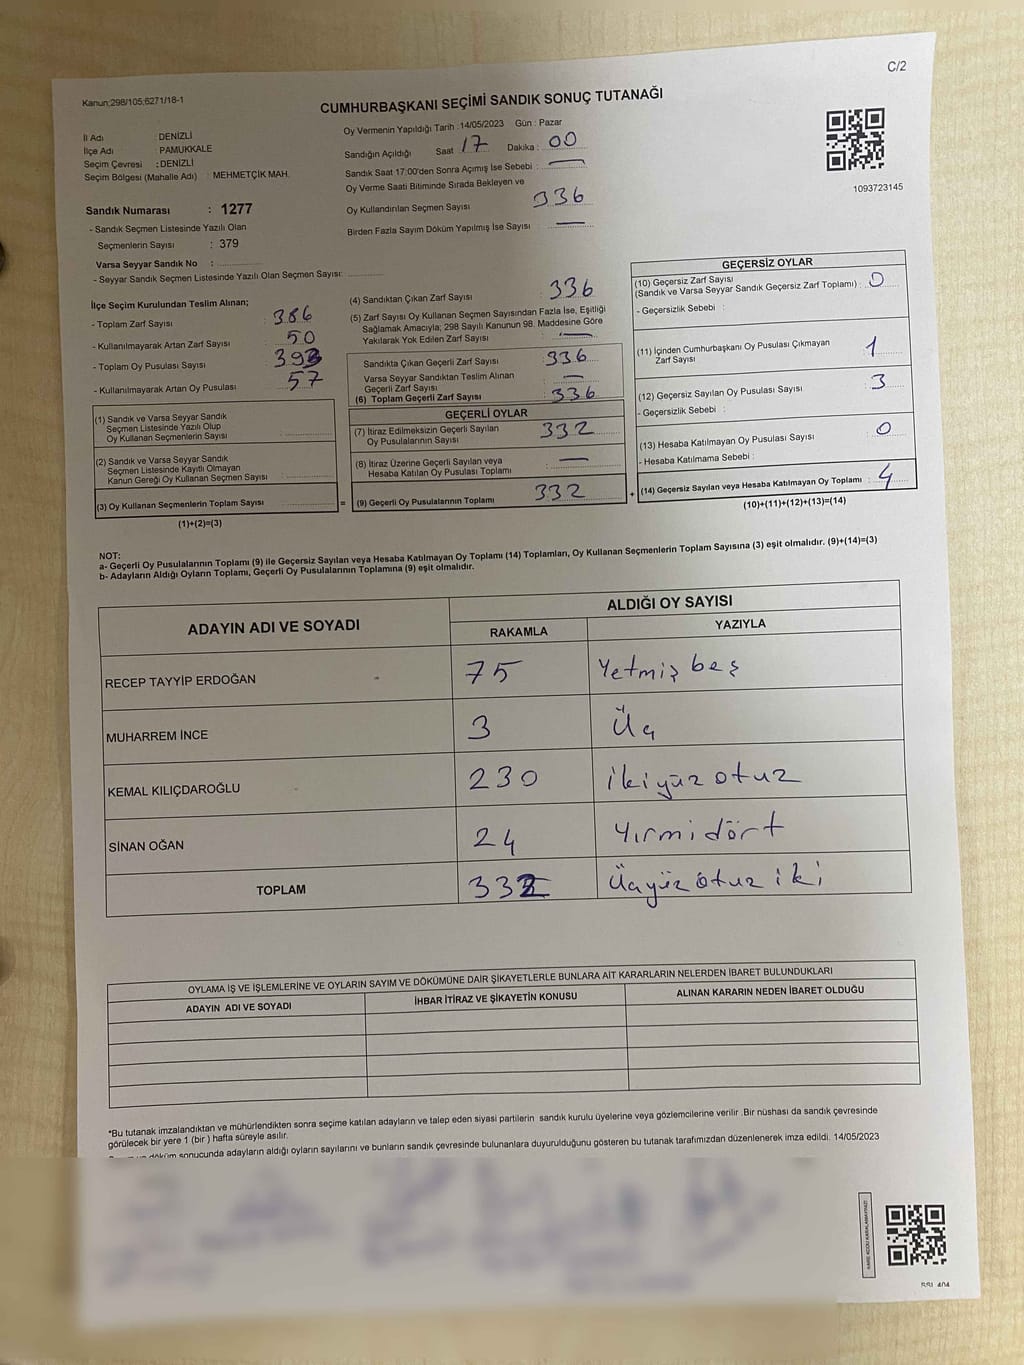 C/2
Kanun;298/105;6271/18-1
CUMHURBAŞKANI SEÇİMİ SANDIK SONUÇ TUTANAĞI
İl Adı : DENİZLİ
İlçe Adı : PAMUKKALE
Seçim Çevresi : DENİZLİ
Seçim Bölgesi (Mahalle Adı) : MEHMETÇİK MAH.
Sandık Numarası : 1277
- Sandık Seçmen Listesinde Yazılı Olan
Seçmenlerin Sayısı : 379
Varsa Seyyar Sandık No :
- Seyyar Sandık Seçmen Listesinde Yazılı Olan Seçmen Sayısı:
Oy Vermenin Yapıldığı Tarih :14/05/2023 Gün : Pazar
Sandığın Açıldığı Saat 17 Dakika : 00
Sandık Saat 17:00'den Sonra Açımış İse Sebebi : —
Oy Verme Saati Bitiminde Sırada Bekleyen ve
Oy Kullandırılan Seçmen Sayısı 336
Birden Fazla Sayım Döküm Yapılmış İse Sayısı : —
1093723145
İlçe Seçim Kurulundan Teslim Alınan;
- Toplam Zarf Sayısı : 386
- Kullanılmayarak Artan Zarf Sayısı : 50
- Toplam Oy Pusulası Sayısı : 393
- Kullanılmayarak Artan Oy Pusulası : 57
(1) Sandık ve Varsa Seyyar Sandık
Seçmen Listesinde Yazılı Olup
Oy Kullanan Seçmenlerin Sayısı :
(2) Sandık ve Varsa Seyyar Sandık
Seçmen Listesinde Kayıtlı Olmayan
Kanun Gereği Oy Kullanan Seçmen Sayısı :
(3) Oy Kullanan Seçmenlerin Toplam Sayısı :
(1)+(2)=(3)
(4) Sandıktan Çıkan Zarf Sayısı : 336
(5) Zarf Sayısı Oy Kullanan Seçmen Sayısından Fazla İse, Eşitliği
Sağlamak Amacıyla; 298 Sayılı Kanunun 98. Maddesine Göre
Yakılarak Yok Edilen Zarf Sayısı : —
Sandıkta Çıkan Geçerli Zarf Sayısı : 336
Varsa Seyyar Sandıktan Teslim Alınan
Geçerli Zarf Sayısı : —
(6) Toplam Geçerli Zarf Sayısı : 336
GEÇERLİ OYLAR
(7) İtiraz Edilmeksizin Geçerli Sayılan
Oy Pusulalarının Sayısı : 332
(8) İtiraz Üzerine Geçerli Sayılan veya
Hesaba Katılan Oy Pusulası Toplamı : —
= (9) Geçerli Oy Pusulalarının Toplamı : 332
GEÇERSİZ OYLAR
(10) Geçersiz Zarf Sayısı
(Sandık ve Varsa Seyyar Sandık Geçersiz Zarf Toplamı) : 0
- Geçersizlik Sebebi :
(11) İçinden Cumhurbaşkanı Oy Pusulası Çıkmayan
Zarf Sayısı : 1
(12) Geçersiz Sayılan Oy Pusulası Sayısı : 3
- Geçersizlik Sebebi :
(13) Hesaba Katılmayan Oy Pusulası Sayısı : 0
- Hesaba Katılmama Sebebi :
+ (14) Geçersiz Sayılan veya Hesaba Katılmayan Oy Toplamı : 4
(10)+(11)+(12)+(13)=(14)
NOT:
a- Geçerli Oy Pusulalarının Toplamı (9) ile Geçersiz Sayılan veya Hesaba Katılmayan Oy Toplamı (14) Toplamları, Oy Kullanan Seçmenlerin Toplam Sayısına (3) eşit olmalıdır. (9)+(14)=(3)
b- Adayların Aldığı Oyların Toplamı, Geçerli Oy Pusulalarının Toplamına (9) eşit olmalıdır.
ADAYIN ADI VE SOYADI
ALDIĞI OY SAYISI
RAKAMLA YAZIYLA
RECEP TAYYİP ERDOĞAN 75 Yetmiş beş
MUHARREM İNCE 3 Üç
KEMAL KILIÇDAROĞLU 230 ikiyüz otuz
SİNAN OĞAN 24 Yırmi dört
TOPLAM 332 Üçyüz otuz iki
OYLAMA İŞ VE İŞLEMLERİNE VE OYLARIN SAYIM VE DÖKÜMÜNE DAİR ŞİKAYETLERLE BUNLARA AİT KARARLARIN NELERDEN İBARET BULUNDUKLARI
ADAYIN ADI VE SOYADI İHBAR İTİRAZ VE ŞİKAYETİN KONUSU ALINAN KARARIN NEDEN İBARET OLDUĞU
*Bu tutanak imzalandıktan ve mühürlendikten sonra seçime katılan adayların ve talep eden siyasi partilerin sandık kurulu üyelerine veya gözlemcilerine verilir .Bir nüshası da sandık çevresinde
görülecek bir yere 1 (bir ) hafta süreyle asılır.
döküm sonucunda adayların aldığı oyların sayılarını ve bunların sandık çevresinde bulunanlara duyurulduğunu gösteren bu tutanak tarafımızdan düzenlenerek imza edildi. 14/05/2023